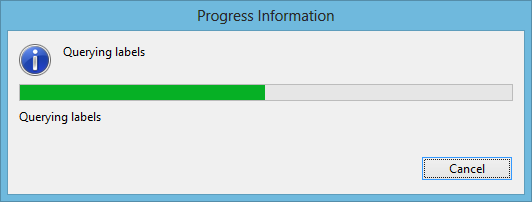 Progress Information
Querying labels
Querying labels
Cancel